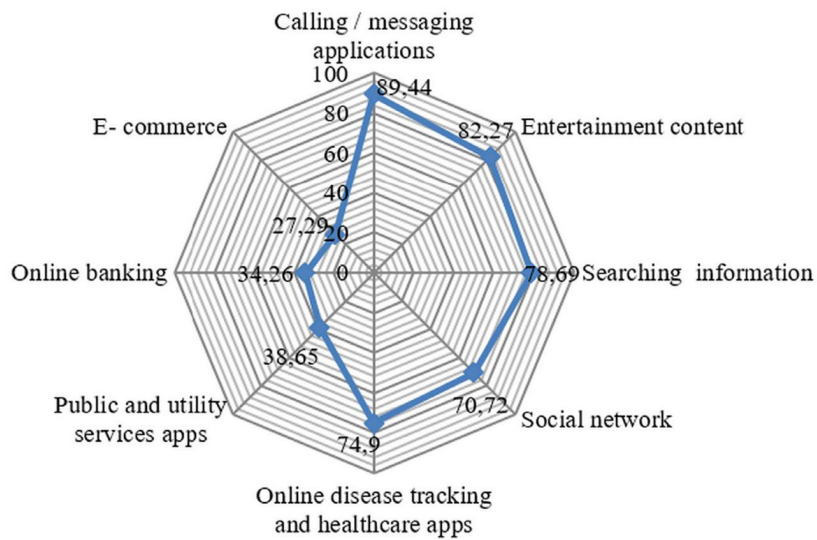 Calling / messaging
applications
100
89,44
80
82,27
Entertainment content
E- commerce
60
40
27,29
20
Online banking
34,26
0
78,69
Searching information
38,65
Public and utility
services apps
70,72
Social network
74,9
Online disease tracking
and healthcare apps